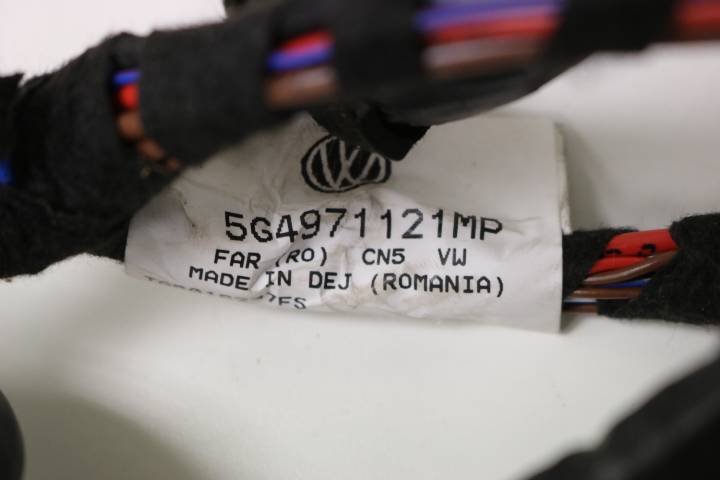 5G4971121MP
FAR (RO) CN5 VW
MADE IN DEJ (ROMANIA)